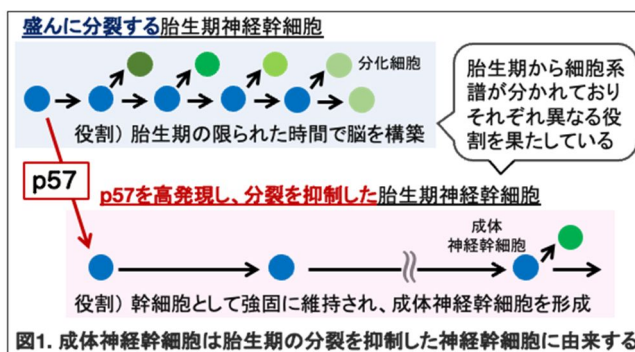 盛んに分裂する胎生期神経幹細胞
分化細胞
役割）胎生期の限られた時間で脳を構築
胎生期から細胞系
譜が分かれており
それぞれ異なる役
割を果たしている
p57
p57を高発現し、分裂を抑制した胎生期神経幹細胞
成体
神経幹細胞
役割）幹細胞として強固に維持され、成体神経幹細胞を形成
図1. 成体神経幹細胞は胎生期の分裂を抑制した神経幹細胞に由来する